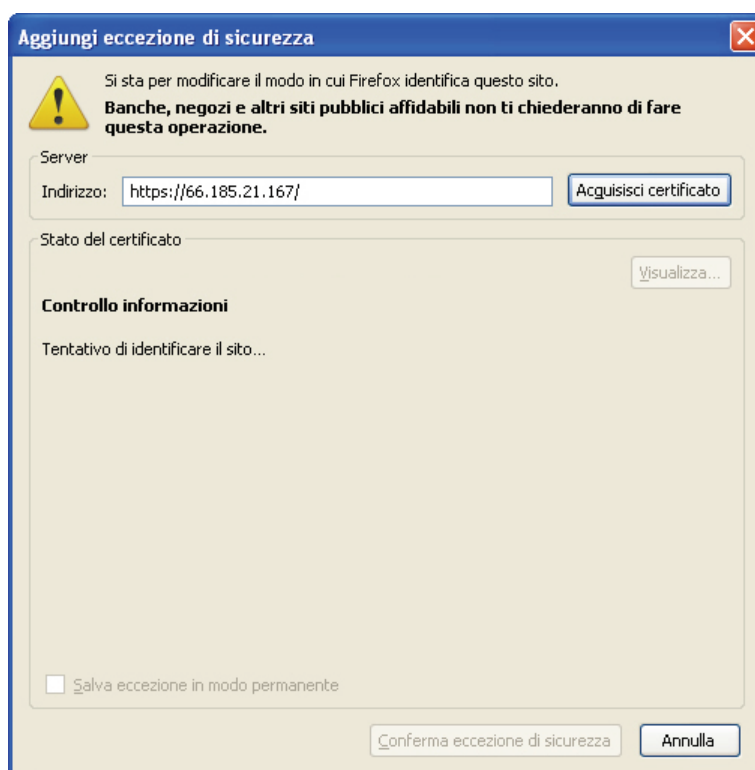 Aggiungi eccezione di sicurezza
Si sta per modificare il modo in cui Firefox identifica questo sito.
Banche, negozi e altri siti pubblici affidabili non ti chiederanno di fare
questa operazione.
Server
Indirizzo: https://66.185.21.167/ Acquisisci certificato
Stato del certificato
Visualizza...
Controllo informazioni
Tentativo di identificare il sito...
Salva eccezione in modo permanente
Conferma eccezione di sicurezza Annulla